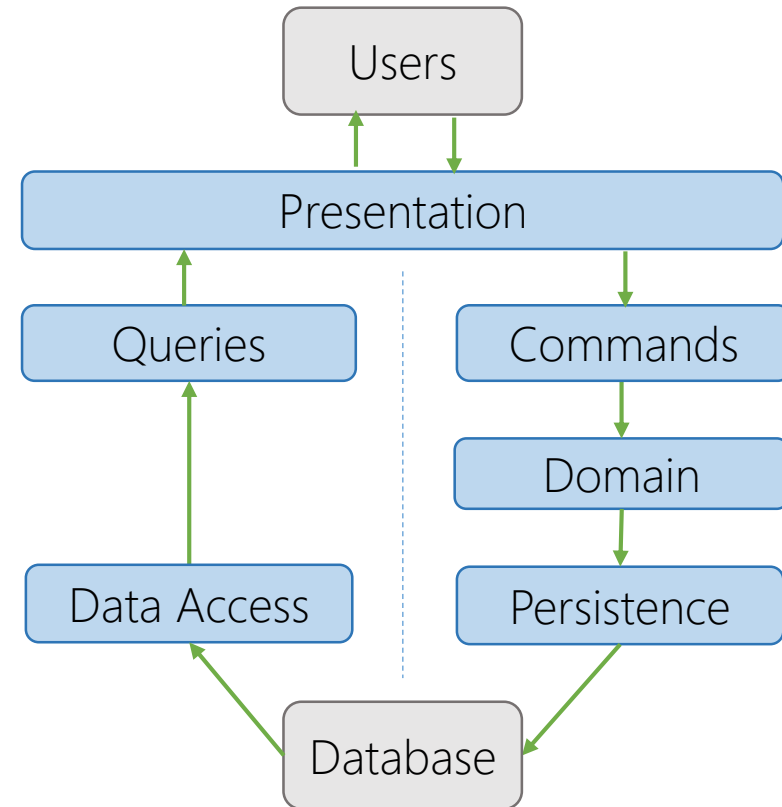 Users
Presentation
Queries
Commands
Domain
Data Access
Persistence
Database